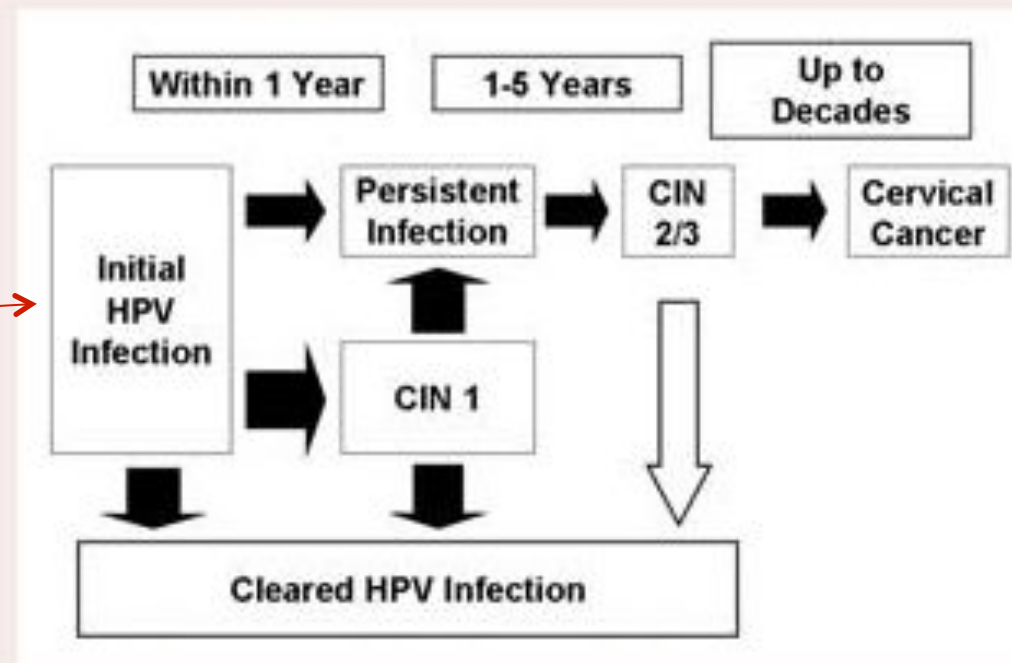 Within 1 Year
1-5 Years
Up to
Decades
Initial
HPV
Infection
Persistent
Infection
CIN
2/3
Cervical
Cancer
CIN 1
Cleared HPV Infection